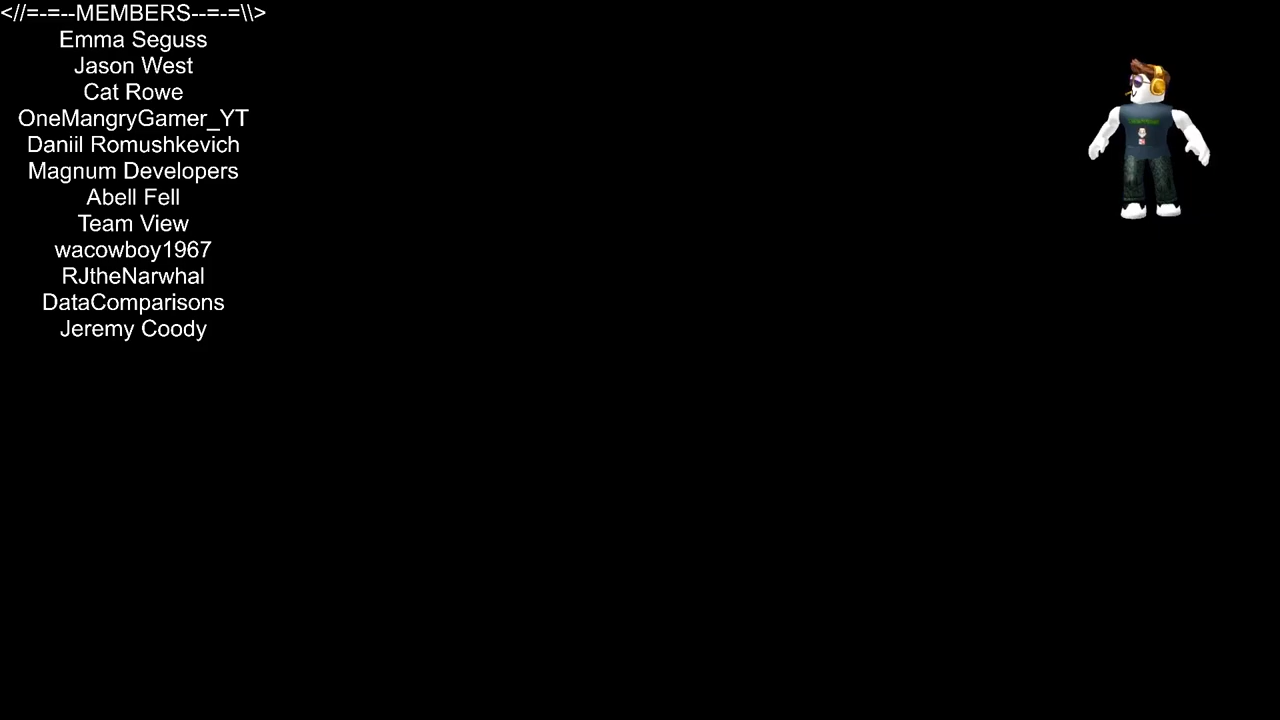 <//=-=--MEMBERS--=-=\\>
Emma Seguss
Jason West
Cat Rowe
OneMangryGamer_YT
Daniil Romushkevich
Magnum Developers
Abell Fell
Team View
wacowboy1967
RJtheNarwhal
DataComparisons
Jeremy Coody